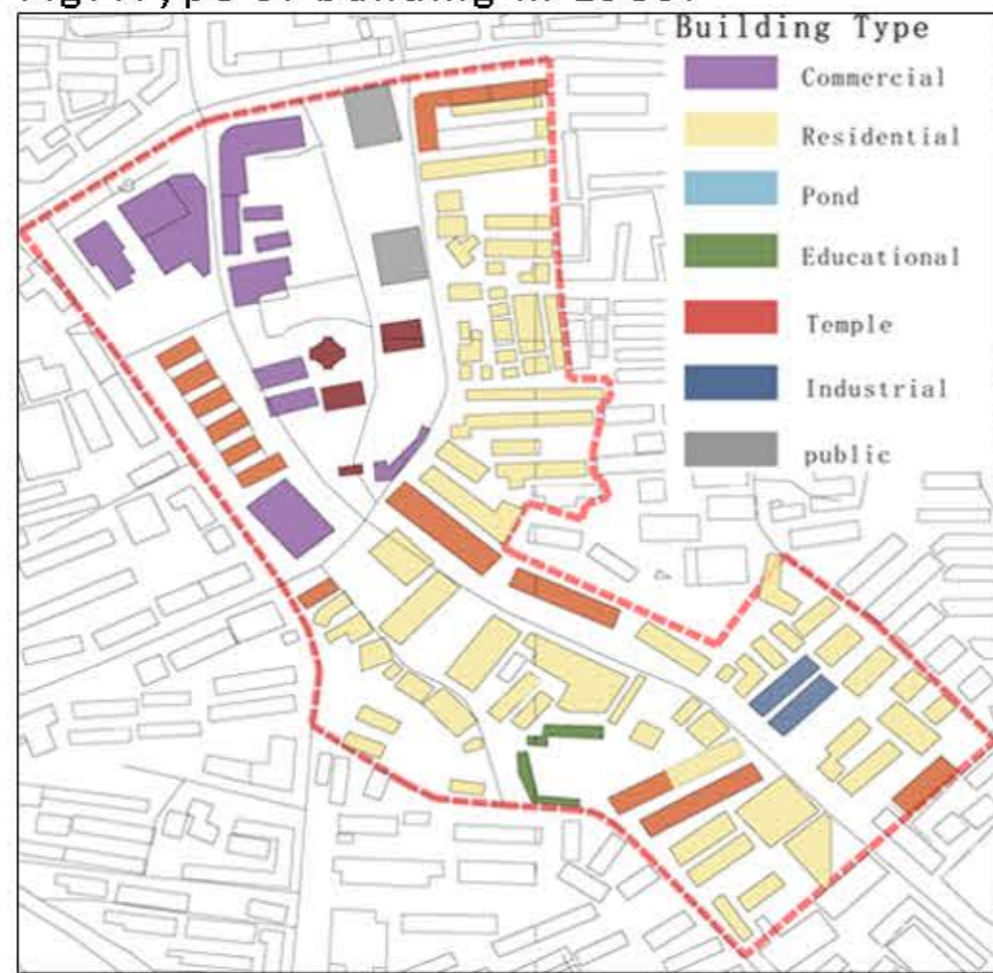 Building Type
Commercial
Residential
Pond
Educational
Temple
Industrial
public